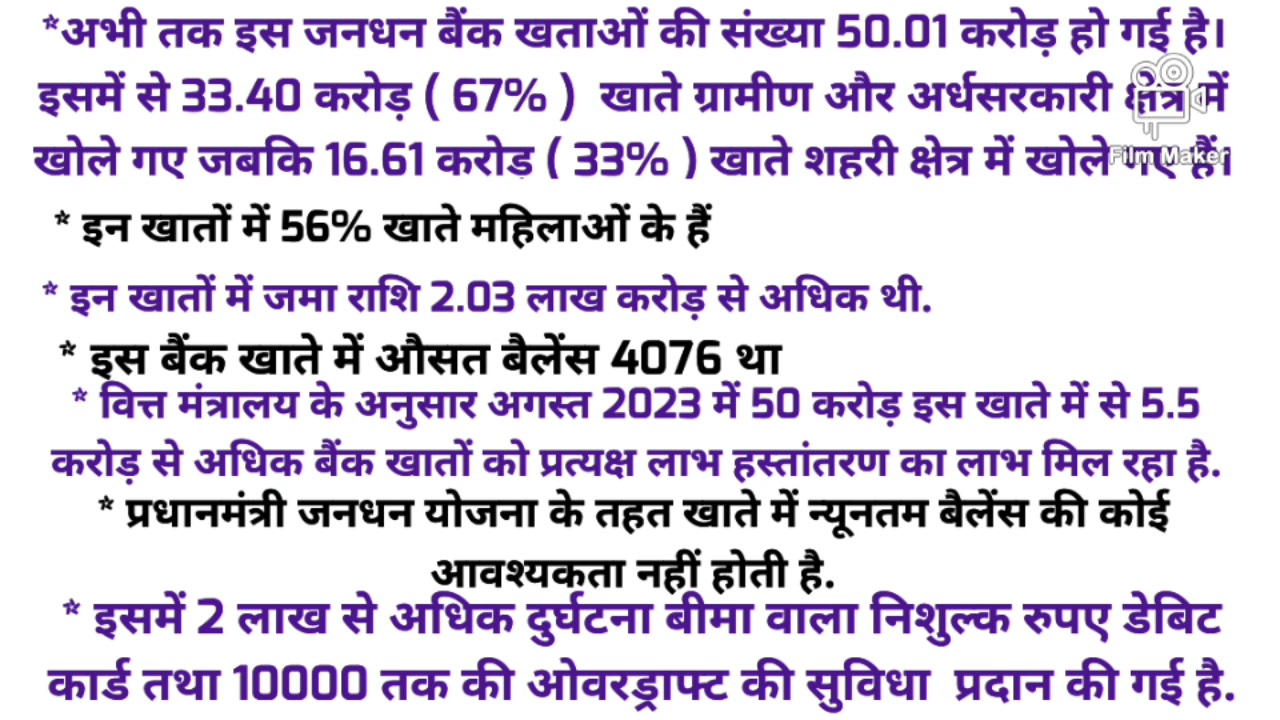 *अभी तक इस जनधन बैंक खताओं की संख्या 50.01 करोड़ हो गई है।
इसमें से 33.40 करोड़ ( 67% ) खाते ग्रामीण और अर्धसरकारी क्षेत्र में
खोले गए जबकि 16.61 करोड़ ( 33% ) खाते शहरी क्षेत्र में खोले गए हैं।
Film Maker
* इन खातों में 56% खाते महिलाओं के हैं
* इन खातों में जमा राशि 2.03 लाख करोड़ से अधिक थी.
* इस बैंक खाते में औसत बैलेंस 4076 था
* वित्त मंत्रालय के अनुसार अगस्त 2023 में 50 करोड़ इस खाते में से 5.5
करोड़ से अधिक बैंक खातों को प्रत्यक्ष लाभ हस्तांतरण का लाभ मिल रहा है.
* प्रधानमंत्री जनधन योजना के तहत खाते में न्यूनतम बैलेंस की कोई
आवश्यकता नहीं होती है.
* इसमें 2 लाख से अधिक दुर्घटना बीमा वाला निशुल्क रुपए डेबिट
कार्ड तथा 10000 तक की ओवरड्राफ्ट की सुविधा प्रदान की गई है.